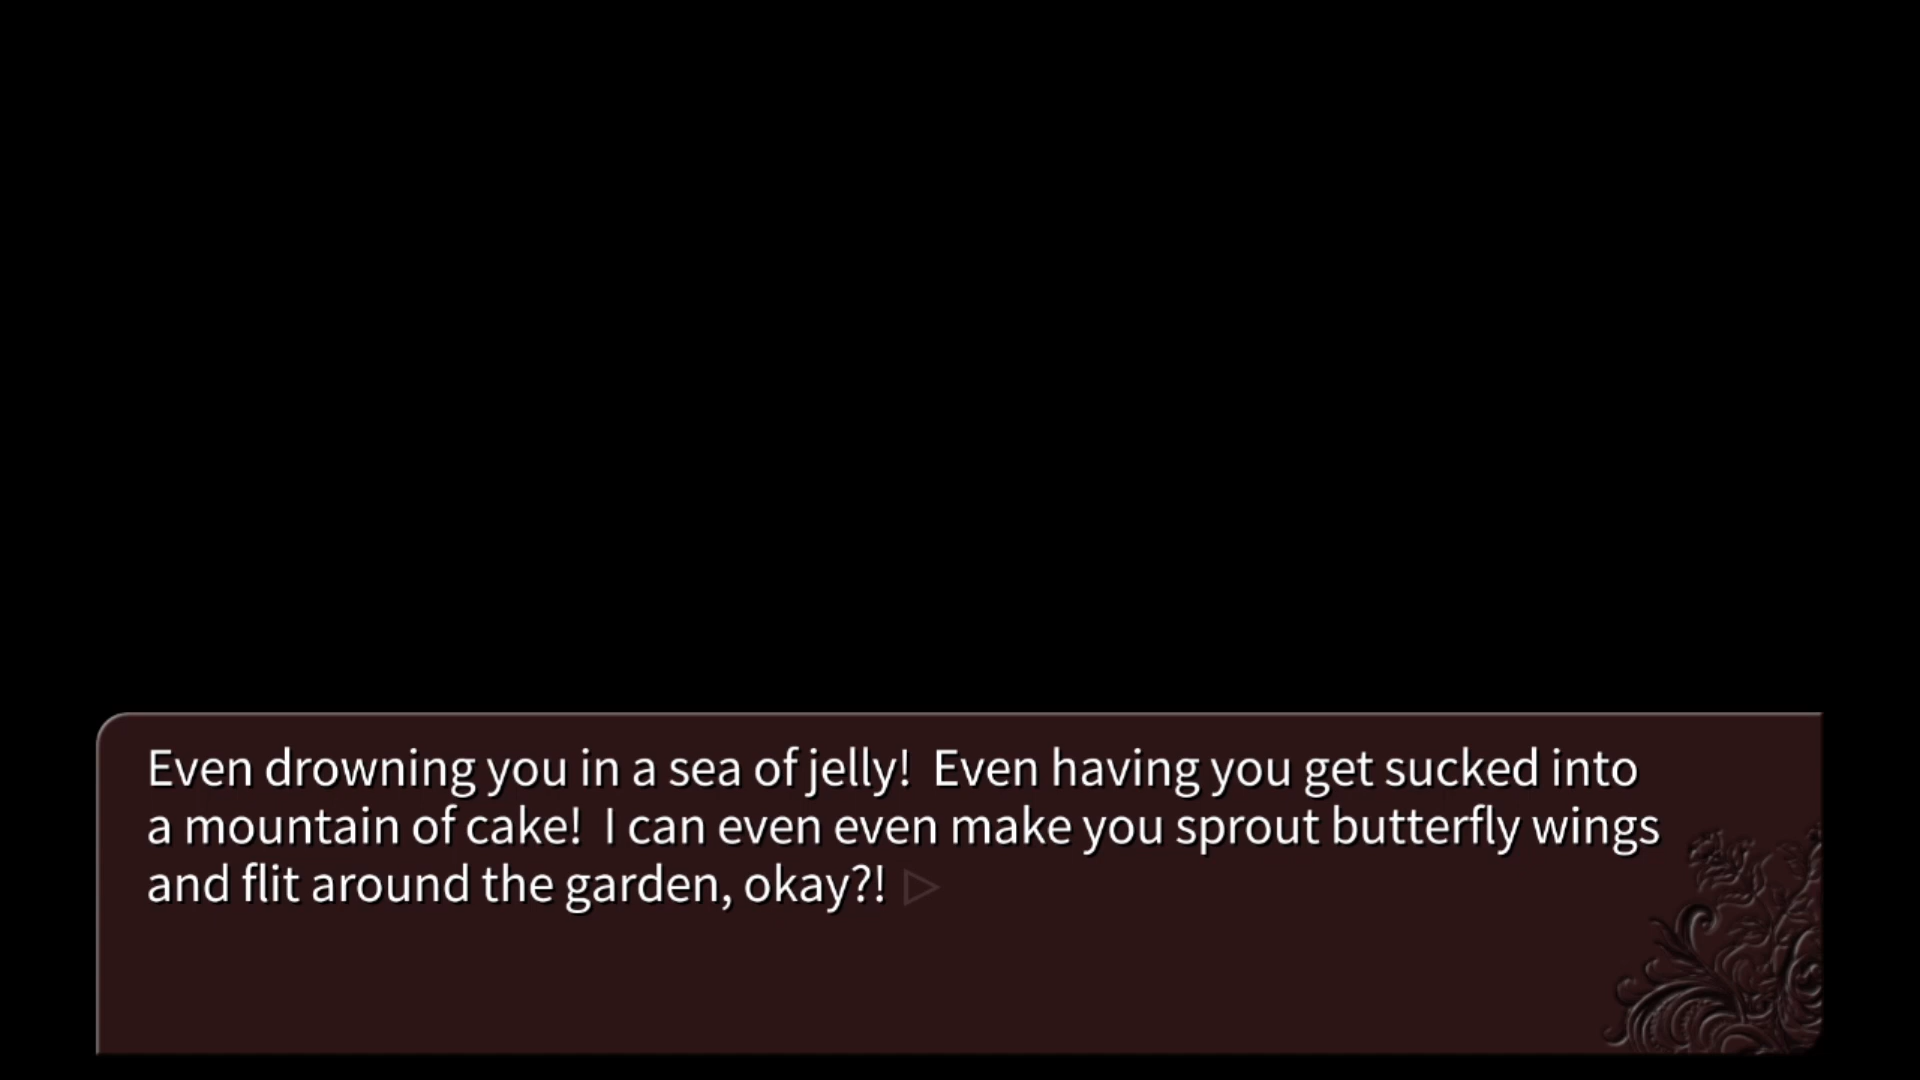 Even drowning you in a sea of jelly!  Even having you get sucked into
a mountain of cake!  I can even even make you sprout butterfly wings
and flit around the garden, okay?!